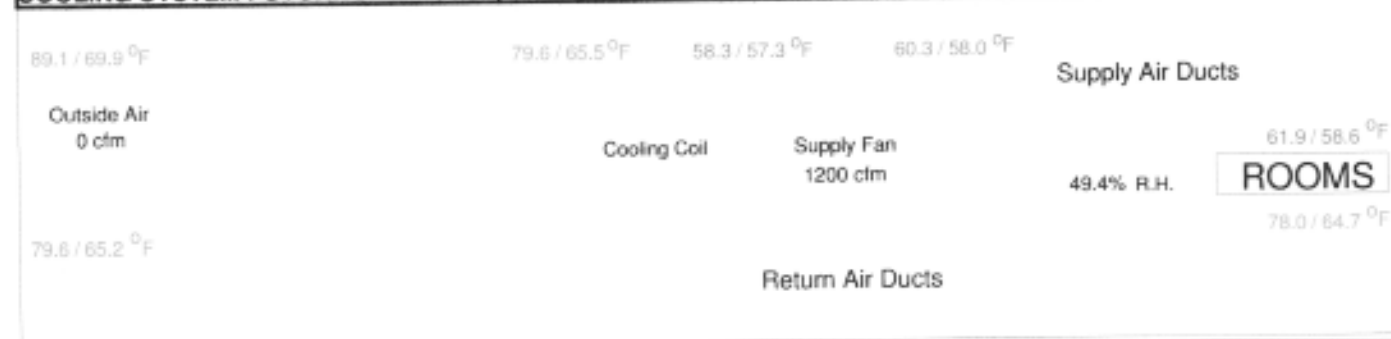 89.1 / 69.9 °F
79.6 / 65.5 °F
58.3 / 57.3 °F
60.3 / 58.0 °F
Supply Air Ducts
Outside Air
0 cfm
Cooling Coil
Supply Fan
1200 cfm
61.9 / 58.6 °F
49.4% R.H.
ROOMS
78.0 / 64.7 °F
79.6 / 65.2 °F
Return Air Ducts